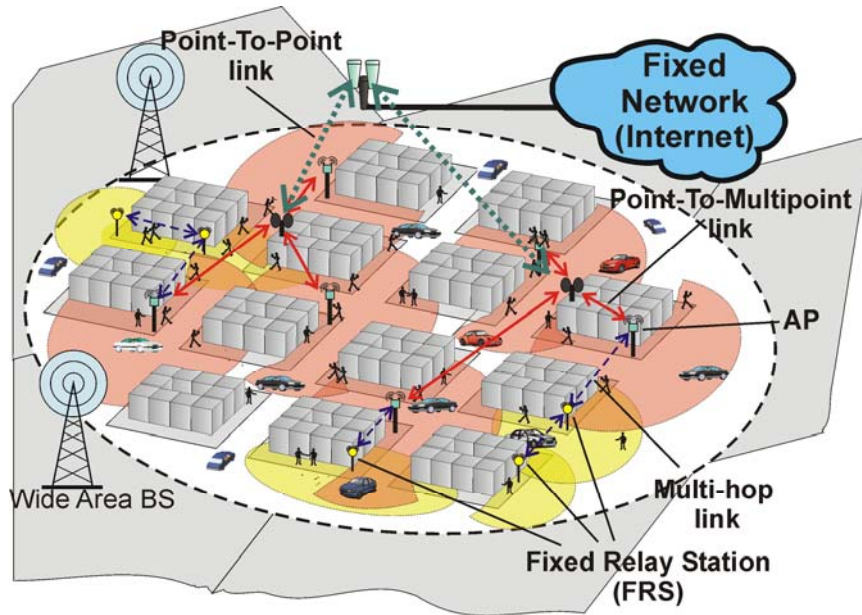 Point-To-Point
link
Fixed
Network
(Internet)
Point-To-Multipoint
link
AP
Wide Area BS
Multi-hop
link
Fixed Relay Station
(FRS)